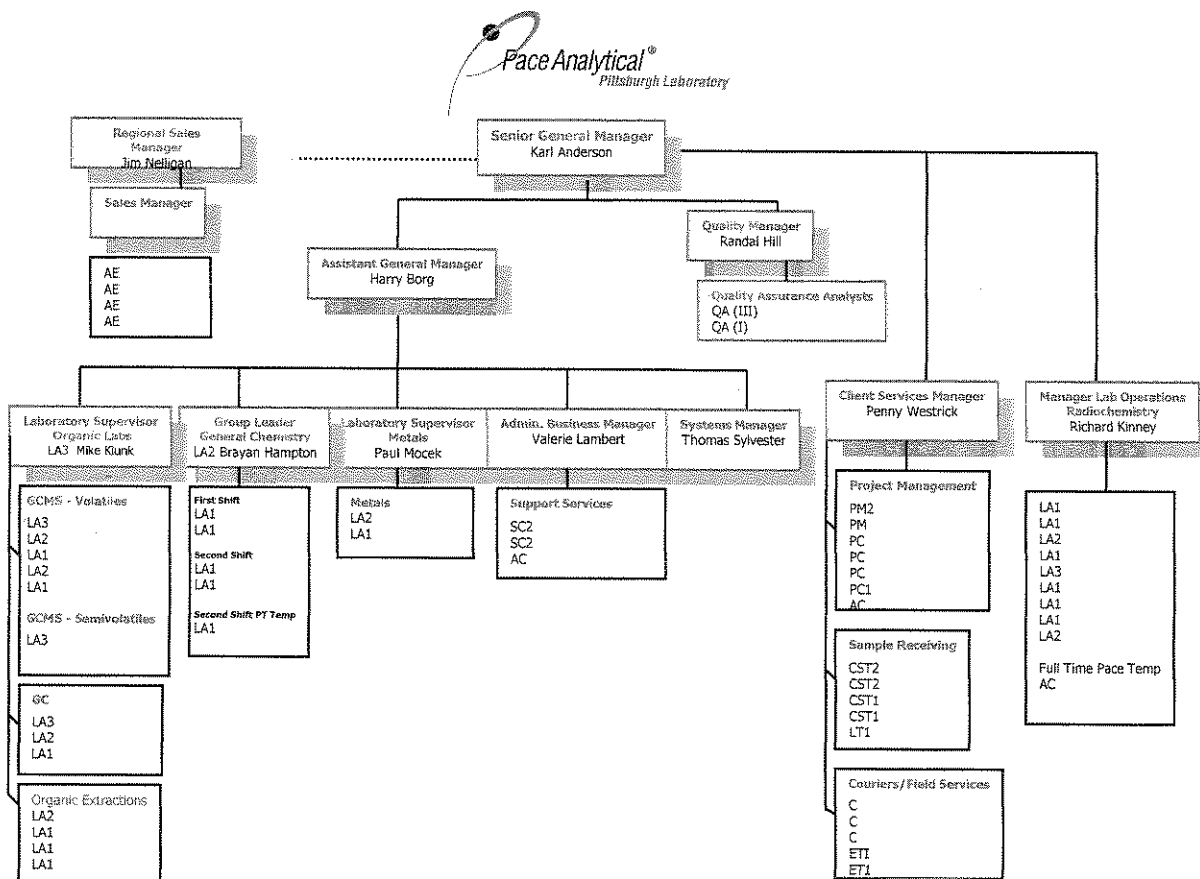 Pace Analytical®
Pittsburgh Laboratory
Regional Sales
Manager
Jim Nelligan
Sales Manager
AE
AE
AE
AE
Senior General Manager
Karl Anderson
Assistant General Manager
Harry Borg
Quality Manager
Randal Hill
Quality Assurance Analysts
QA (III)
QA (I)
Laboratory Supervisor
Organic Labs
LA3 Mike Klunk
GCMS - Volatiles
LA3
LA2
LA1
LA2
LA1
GCMS - Semivolatiles
LA3
GC
LA3
LA2
LA1
Organic Extractions
LA2
LA1
LA1
LA1
Group Leader
General Chemistry
LA2 Brayan Hampton
First Shift
LA1
LA1
Second Shift
LA1
LA1
Second Shift PT Temp
LA1
Laboratory Supervisor
Metals
Paul Mocek
Metals
LA2
LA1
Admin. Business Manager
Valerie Lambert
Support Services
SC2
SC2
AC
Systems Manager
Thomas Sylvester
Client Services Manager
Penny Westrick
Project Management
PM2
PM
PC
PC
PC
PC1
AC
Sample Receiving
CST2
CST2
CST1
CST1
LT1
Couriers/Field Services
C
C
C
ET1
ET1
Manager Lab Operations
Radiochemistry
Richard Kinney
LA1
LA1
LA2
LA1
LA3
LA1
LA1
LA1
LA2
Full Time Pace Temp
AC